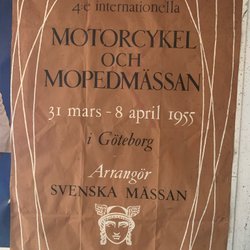 4:e internationella
MOTORCYKEL
OCH
MOPEDMÄSSAN
31 mars - 8 april 1955
i Göteborg
Arrangör
SVENSKA MÄSSAN